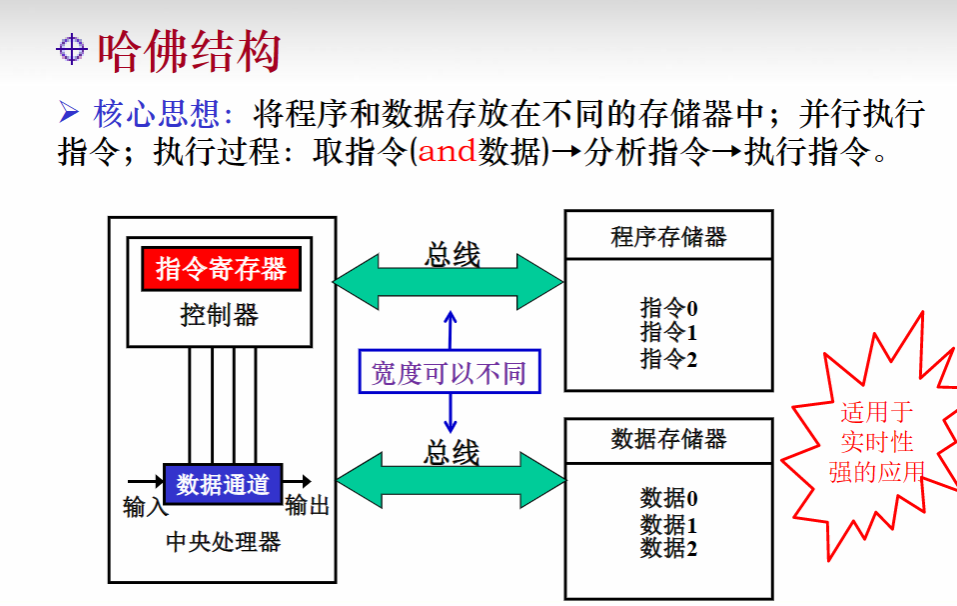 哈佛结构
核心思想：将程序和数据存放在不同的存储器中；并行执行
指令；执行过程：取指令(and数据)→分析指令→执行指令。
指令寄存器
控制器
数据通道
输入
输出
中央处理器
总线
宽度可以不同
总线
程序存储器
指令0
指令1
指令2
数据存储器
数据0
数据1
数据2
适用于
实时性
强的应用